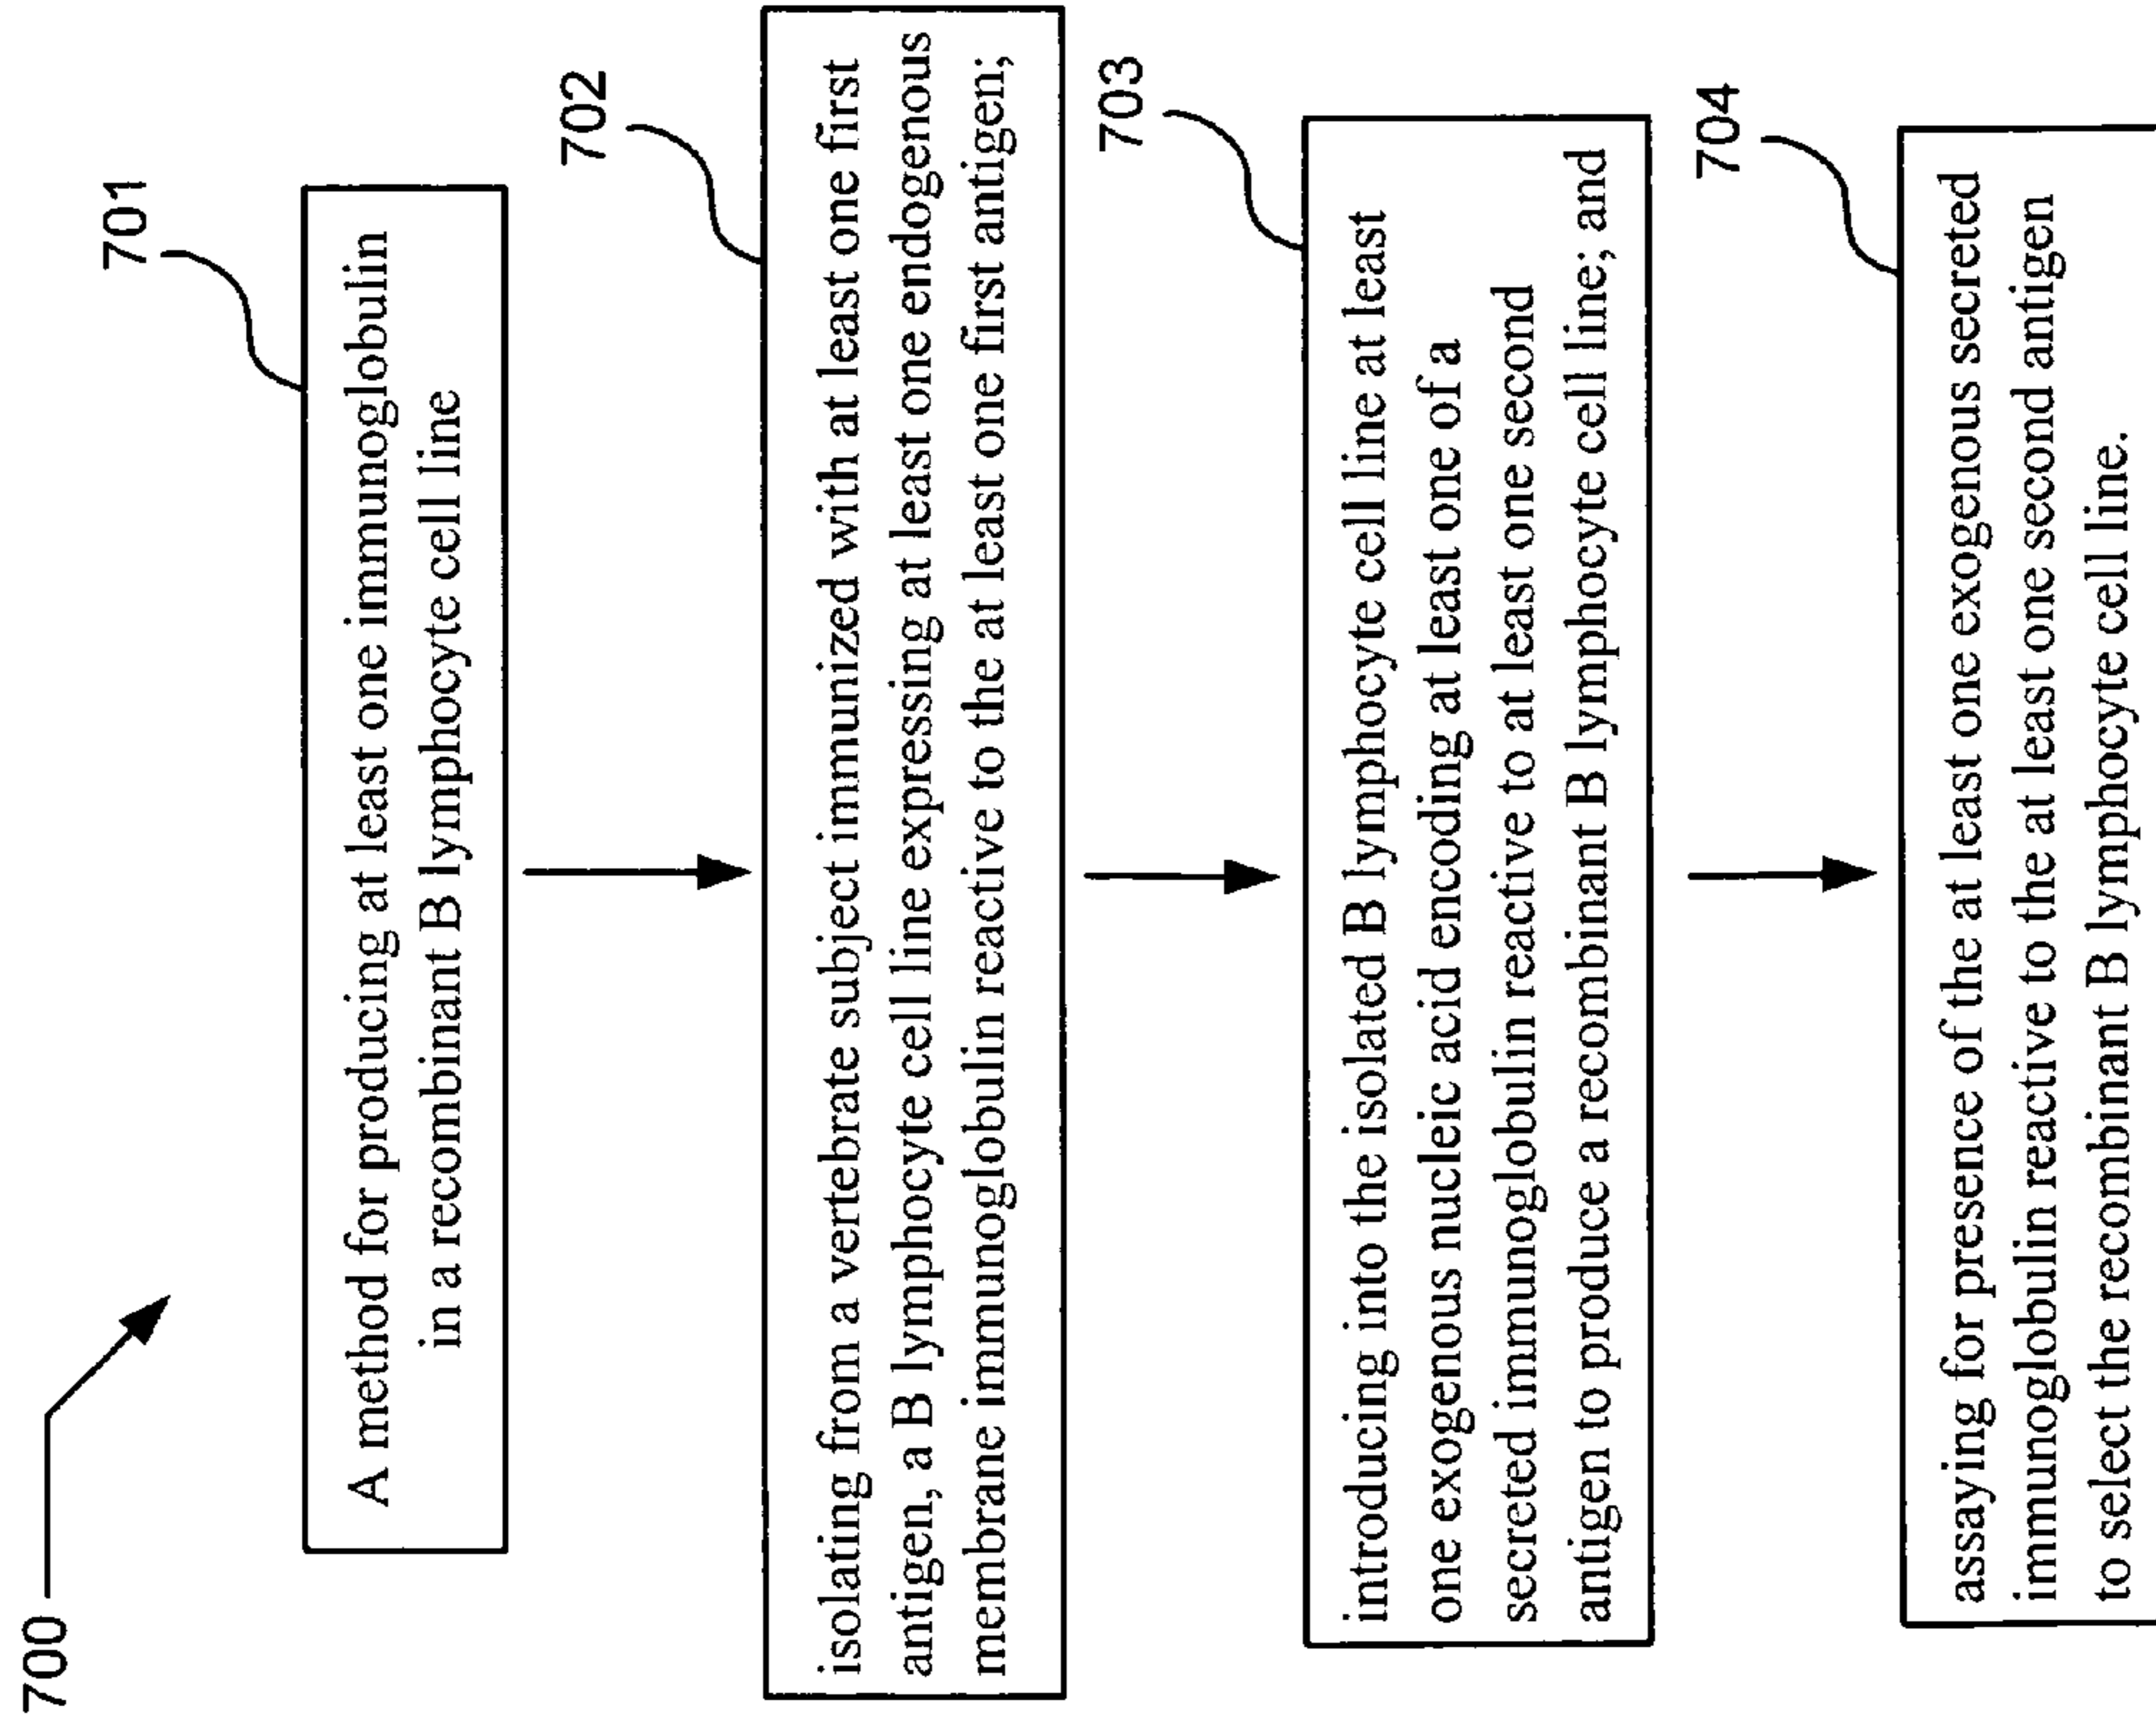 700
701
A method for producing at least one immunoglobulin
in a recombinant B lymphocyte cell line
702
isolating from a vertebrate subject immunized with at least one first
antigen, a B lymphocyte cell line expressing at least one endogenous
membrane immunoglobulin reactive to the at least one first antigen;
703
introducing into the isolated B lymphocyte cell line at least
one exogenous nucleic acid encoding at least one of a
secreted immunoglobulin reactive to at least one second
antigen to produce a recombinant B lymphocyte cell line; and
704
assaying for presence of the at least one exogenous secreted
immunoglobulin reactive to the at least one second antigen
to select the recombinant B lymphocyte cell line.